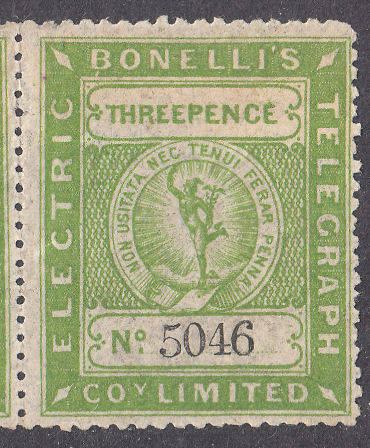 BONELLI'S
ELECTRIC
TELEGRAPH
THREEPENCE
NON USITATA NEC TENUI FERAR PENNA
No. 5046
COY LIMITED